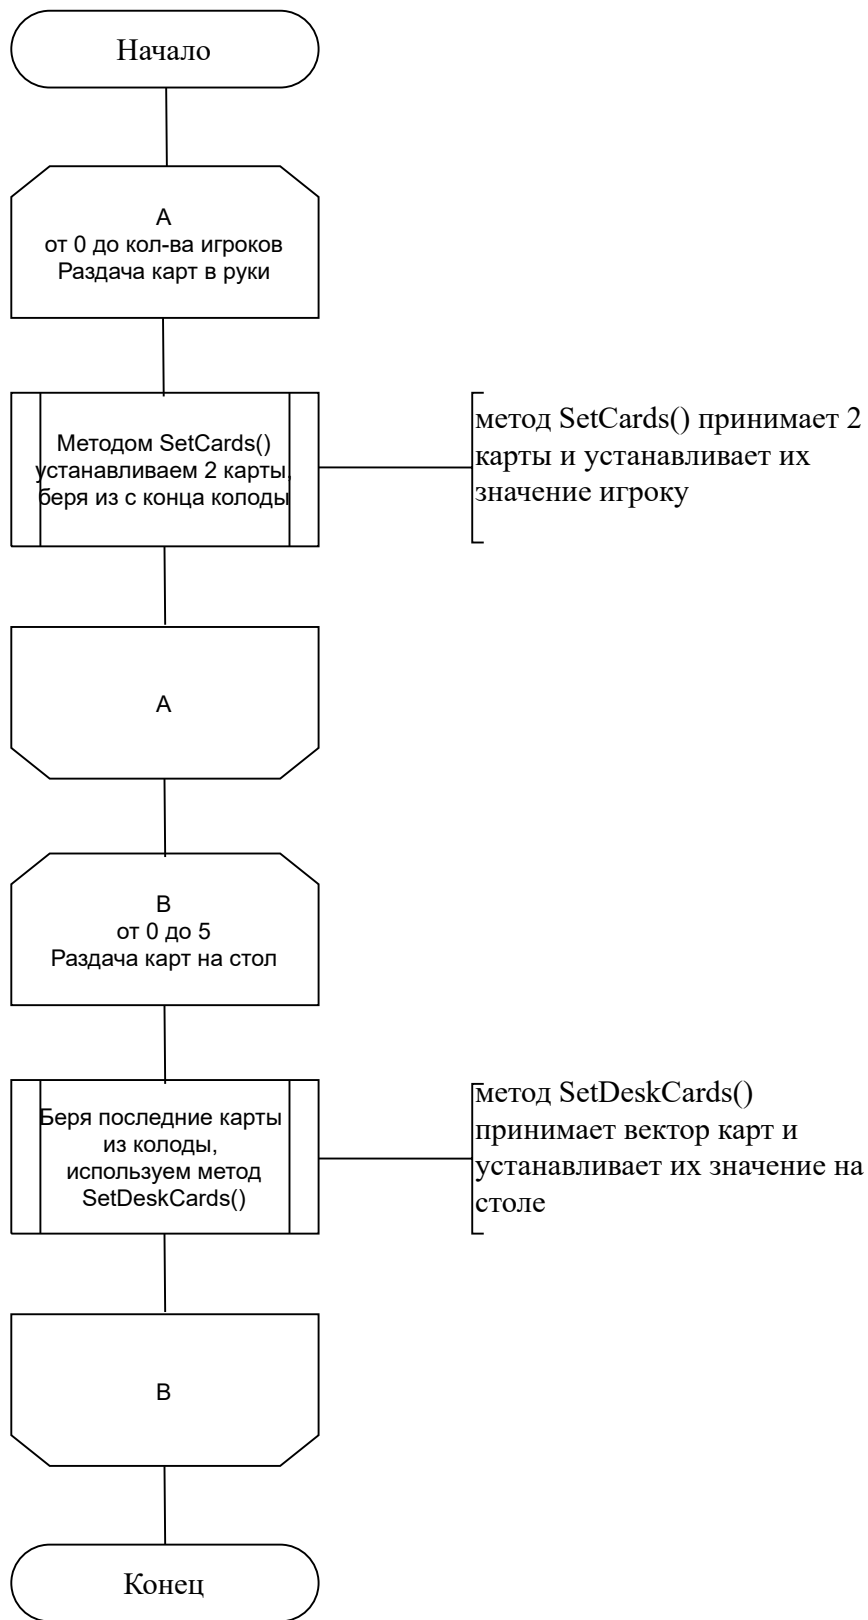 Начало
А
от 0 до кол-ва игроков
Раздача карт в руки
Методом SetCards()
устанавливаем 2 карты,
беря из с конца колоды
метод SetCards() принимает 2
карты и устанавливает их
значение игроку
А
В
от 0 до 5
Раздача карт на стол
Беря последние карты
из колоды,
используем метод
SetDeskCards()
метод SetDeskCards()
принимает вектор карт и
устанавливает их значение на
столе
В
Конец